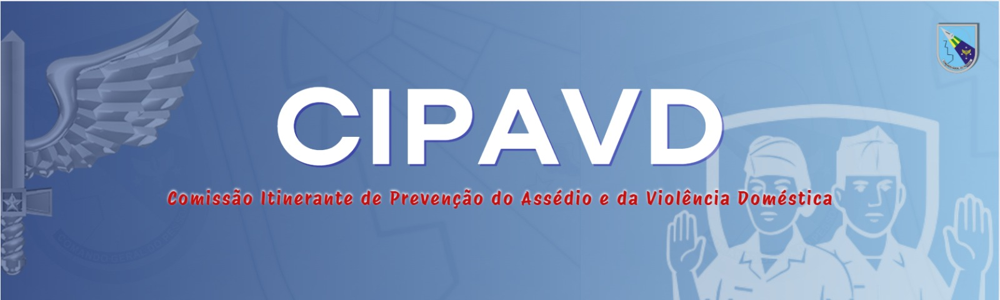 CIPAVD
Comissão Itinerante de Prevenção do Assédio e da Violência Doméstica